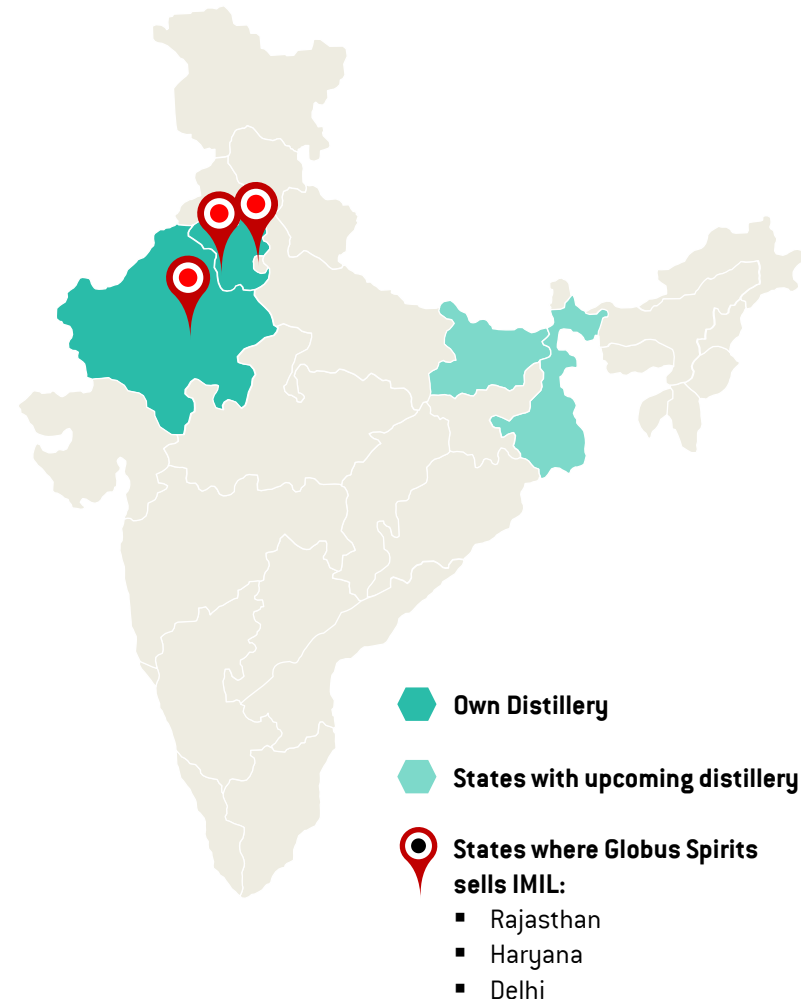 Own Distillery
States with upcoming distillery
States where Globus Spirits
sells IMIL:
▪ Rajasthan
▪ Haryana
▪ Delhi